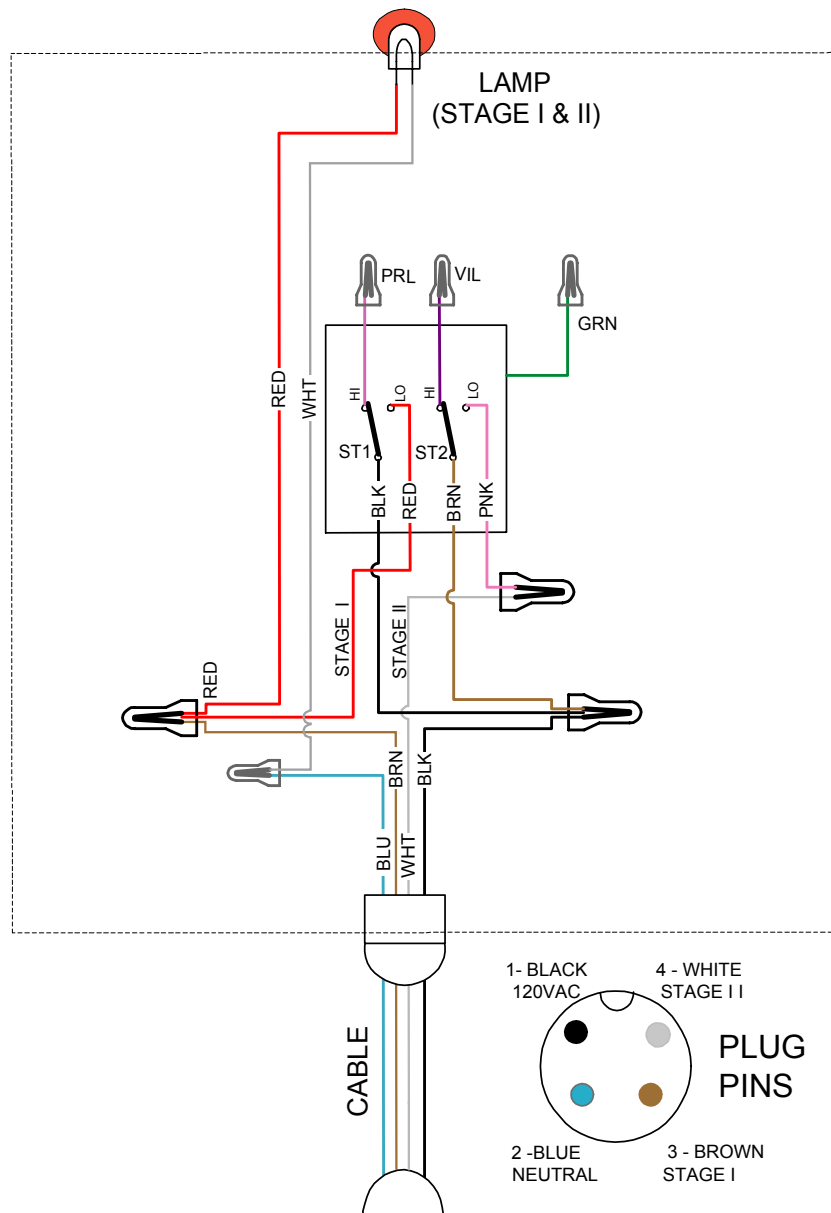 LAMP
(STAGE I & II)
PRL
VIL
GRN
RED
WHT
HI
LO
HI
LO
ST1
ST2
BLK
RED
BRN
PNK
STAGE I
STAGE II
RED
BRN
BLK
BLU
WHT
1- BLACK
120VAC
4 - WHITE
STAGE I I
CABLE
PLUG
PINS
2 -BLUE
NEUTRAL
3 - BROWN
STAGE I